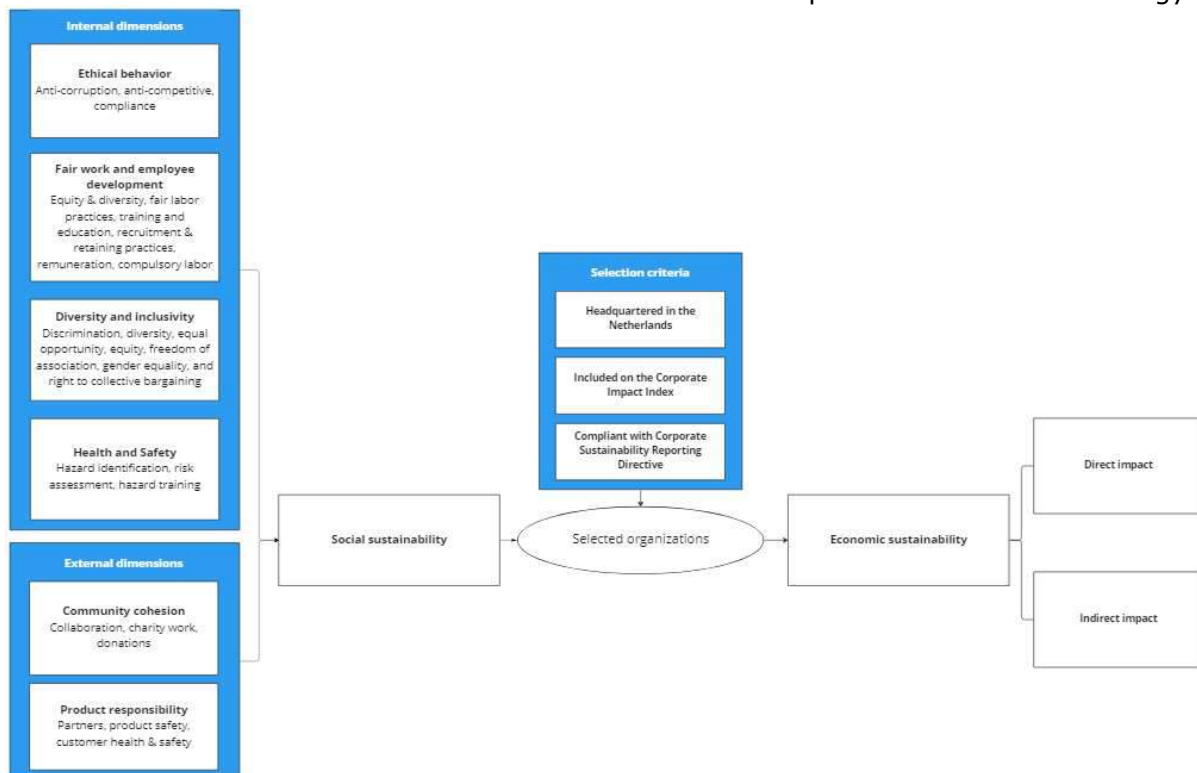 Internal dimensions
Ethical behavior
Anti-corruption, anti-competitive,
compliance
Fair work and employee
development
Equity & diversity, fair labor
practices, training and
education, recruitment &
retaining practices,
remuneration, compulsory labor
Diversity and inclusivity
Discrimination, diversity, equal
opportunity, equity, freedom of
association, gender equality, and
right to collective bargaining
Health and Safety
Hazard identification, risk
assessment, hazard training
External dimensions
Community cohesion
Collaboration, charity work,
donations
Product responsibility
Partners, product safety,
customer health & safety
Social sustainability
Selection criteria
Headquartered in the
Netherlands
Included on the Corporate
Impact Index
Compliant with Corporate
Sustainability Reporting
Directive
Selected organizations
Economic sustainability
Direct impact
Indirect impact